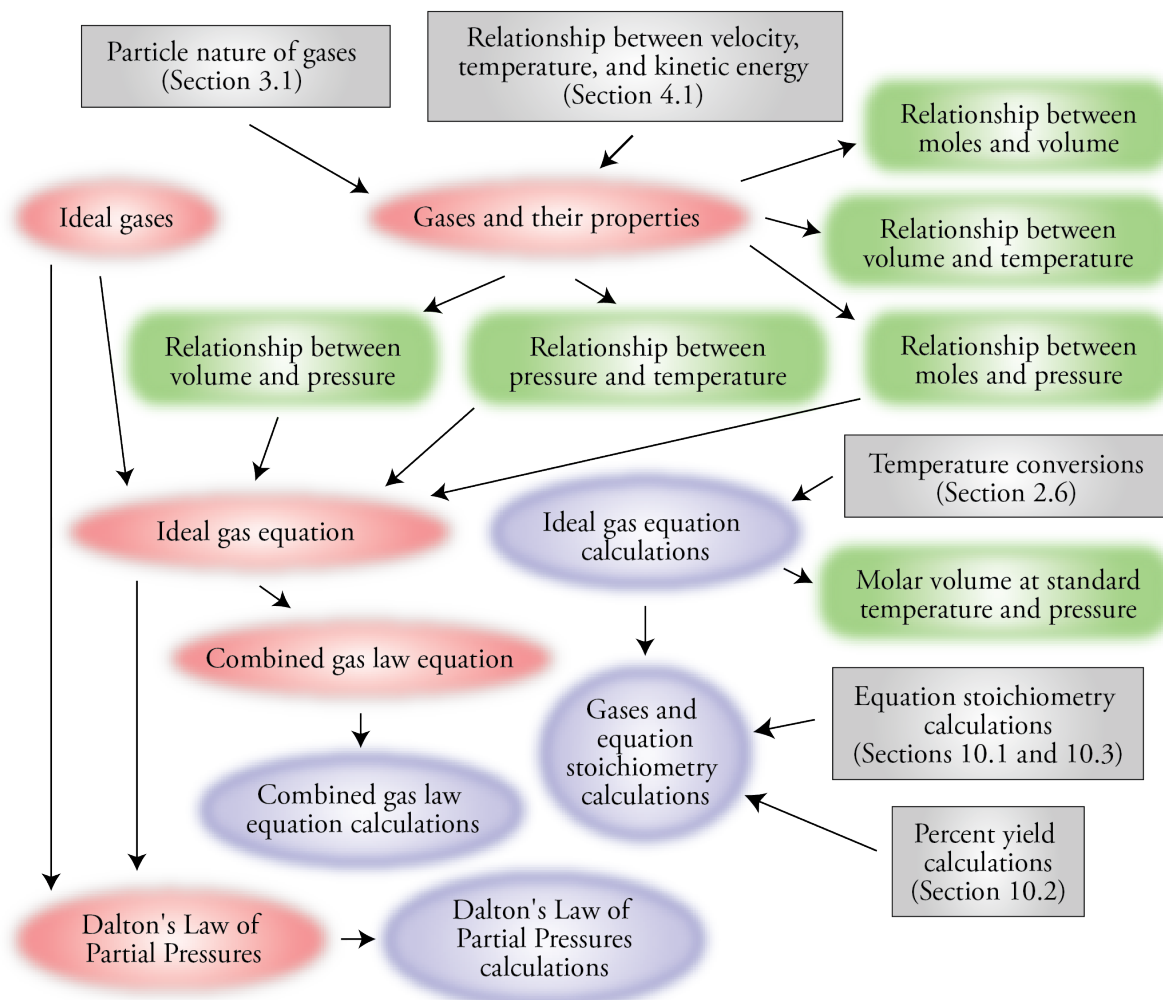 Particle nature of gases
(Section 3.1)
Relationship between velocity,
temperature, and kinetic energy
(Section 4.1)
Relationship between
moles and volume
Ideal gases
Gases and their properties
Relationship between
volume and temperature
Relationship between
volume and pressure
Relationship between
pressure and temperature
Relationship between
moles and pressure
Temperature conversions
(Section 2.6)
Ideal gas equation
Ideal gas equation
calculations
Molar volume at standard
temperature and pressure
Combined gas law equation
Gases and
equation
stoichiometry
calculations
Equation stoichiometry
calculations
(Sections 10.1 and 10.3)
Combined gas law
equation calculations
Percent yield
calculations
(Section 10.2)
Dalton's Law of
Partial Pressures
Dalton's Law of
Partial Pressures
calculations